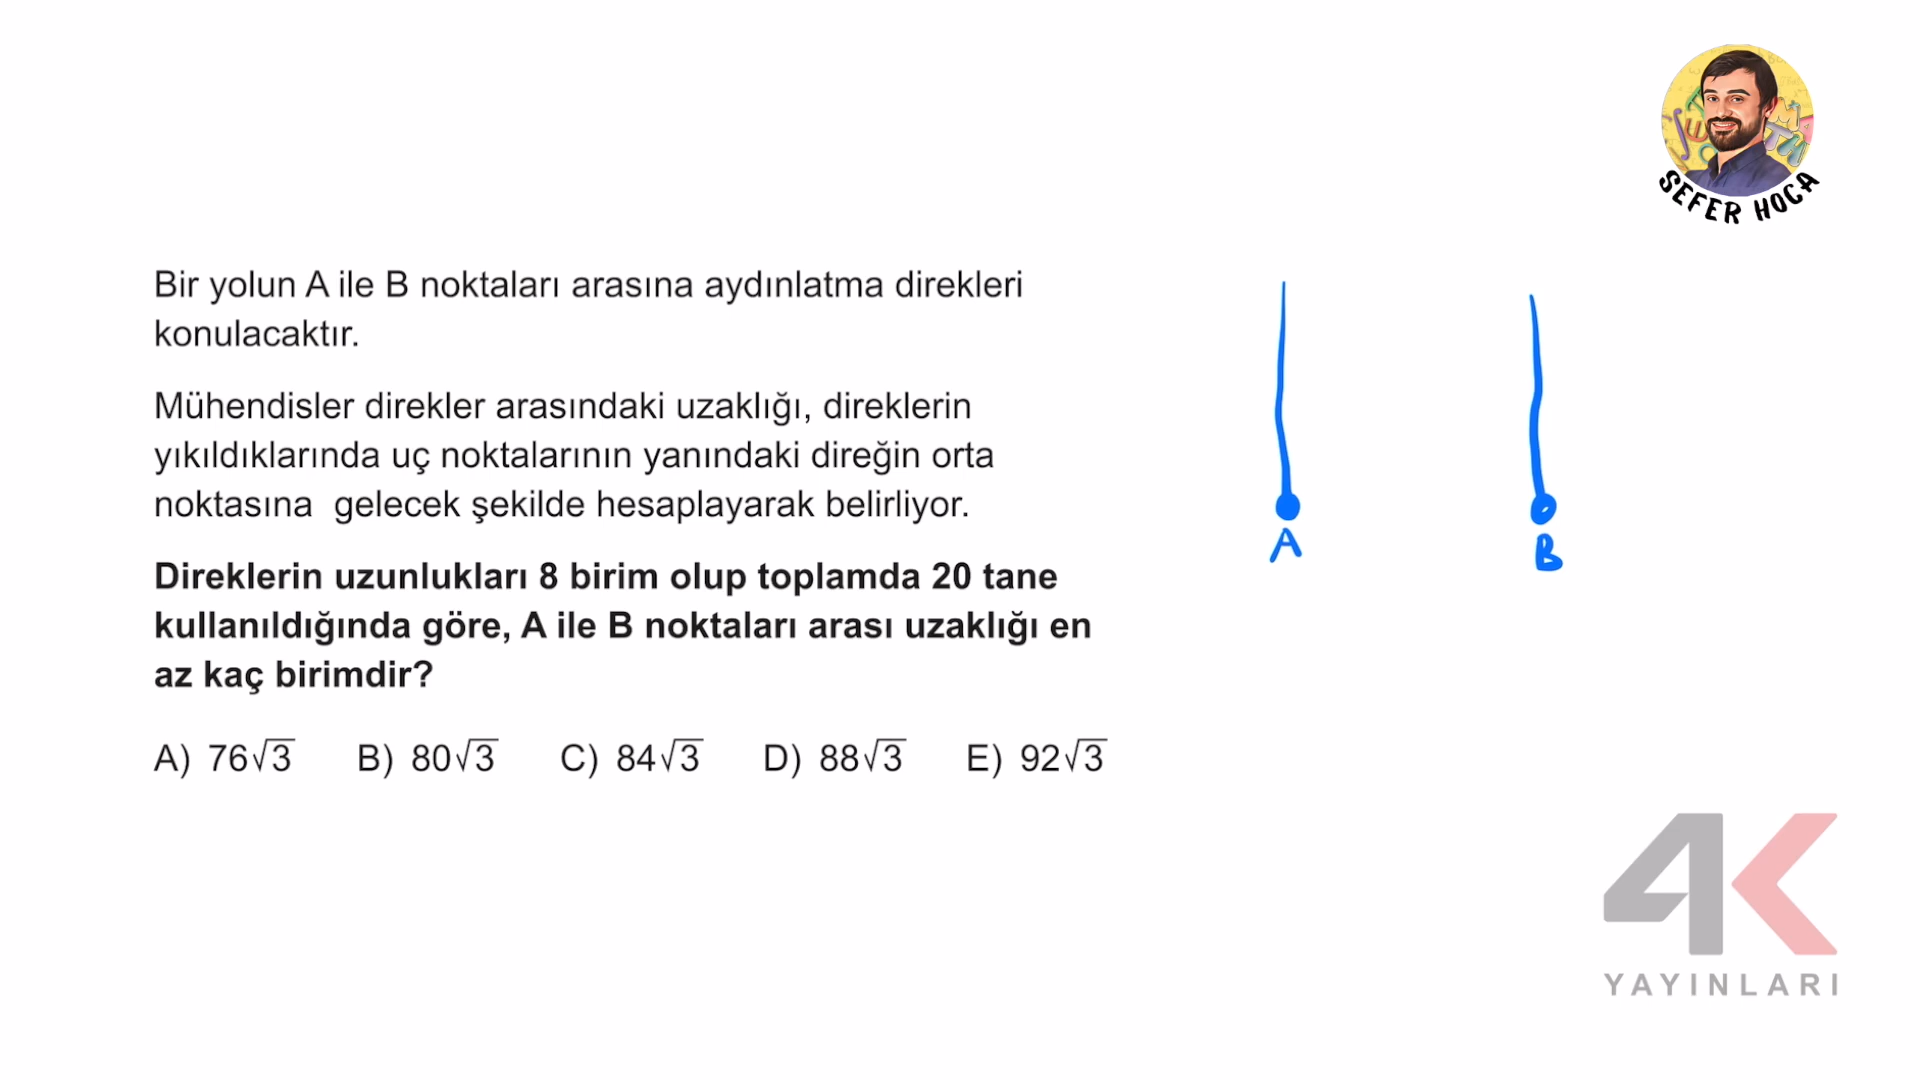 SEFER HOCA
Bir yolun A ile B noktaları arasına aydınlatma direkleri
konulacaktır.
Mühendisler direkler arasındaki uzaklığı, direklerin
yıkıldıklarında uç noktalarının yanındaki direğin orta
noktasına  gelecek şekilde hesaplayarak belirliyor.
Direklerin uzunlukları 8 birim olup toplamda 20 tane
kullanıldığında göre, A ile B noktaları arası uzaklığı en
az kaç birimdir?
A) 76√3 B) 80√3 C) 84√3 D) 88√3 E) 92√3
A B
4K
YAYINLARI